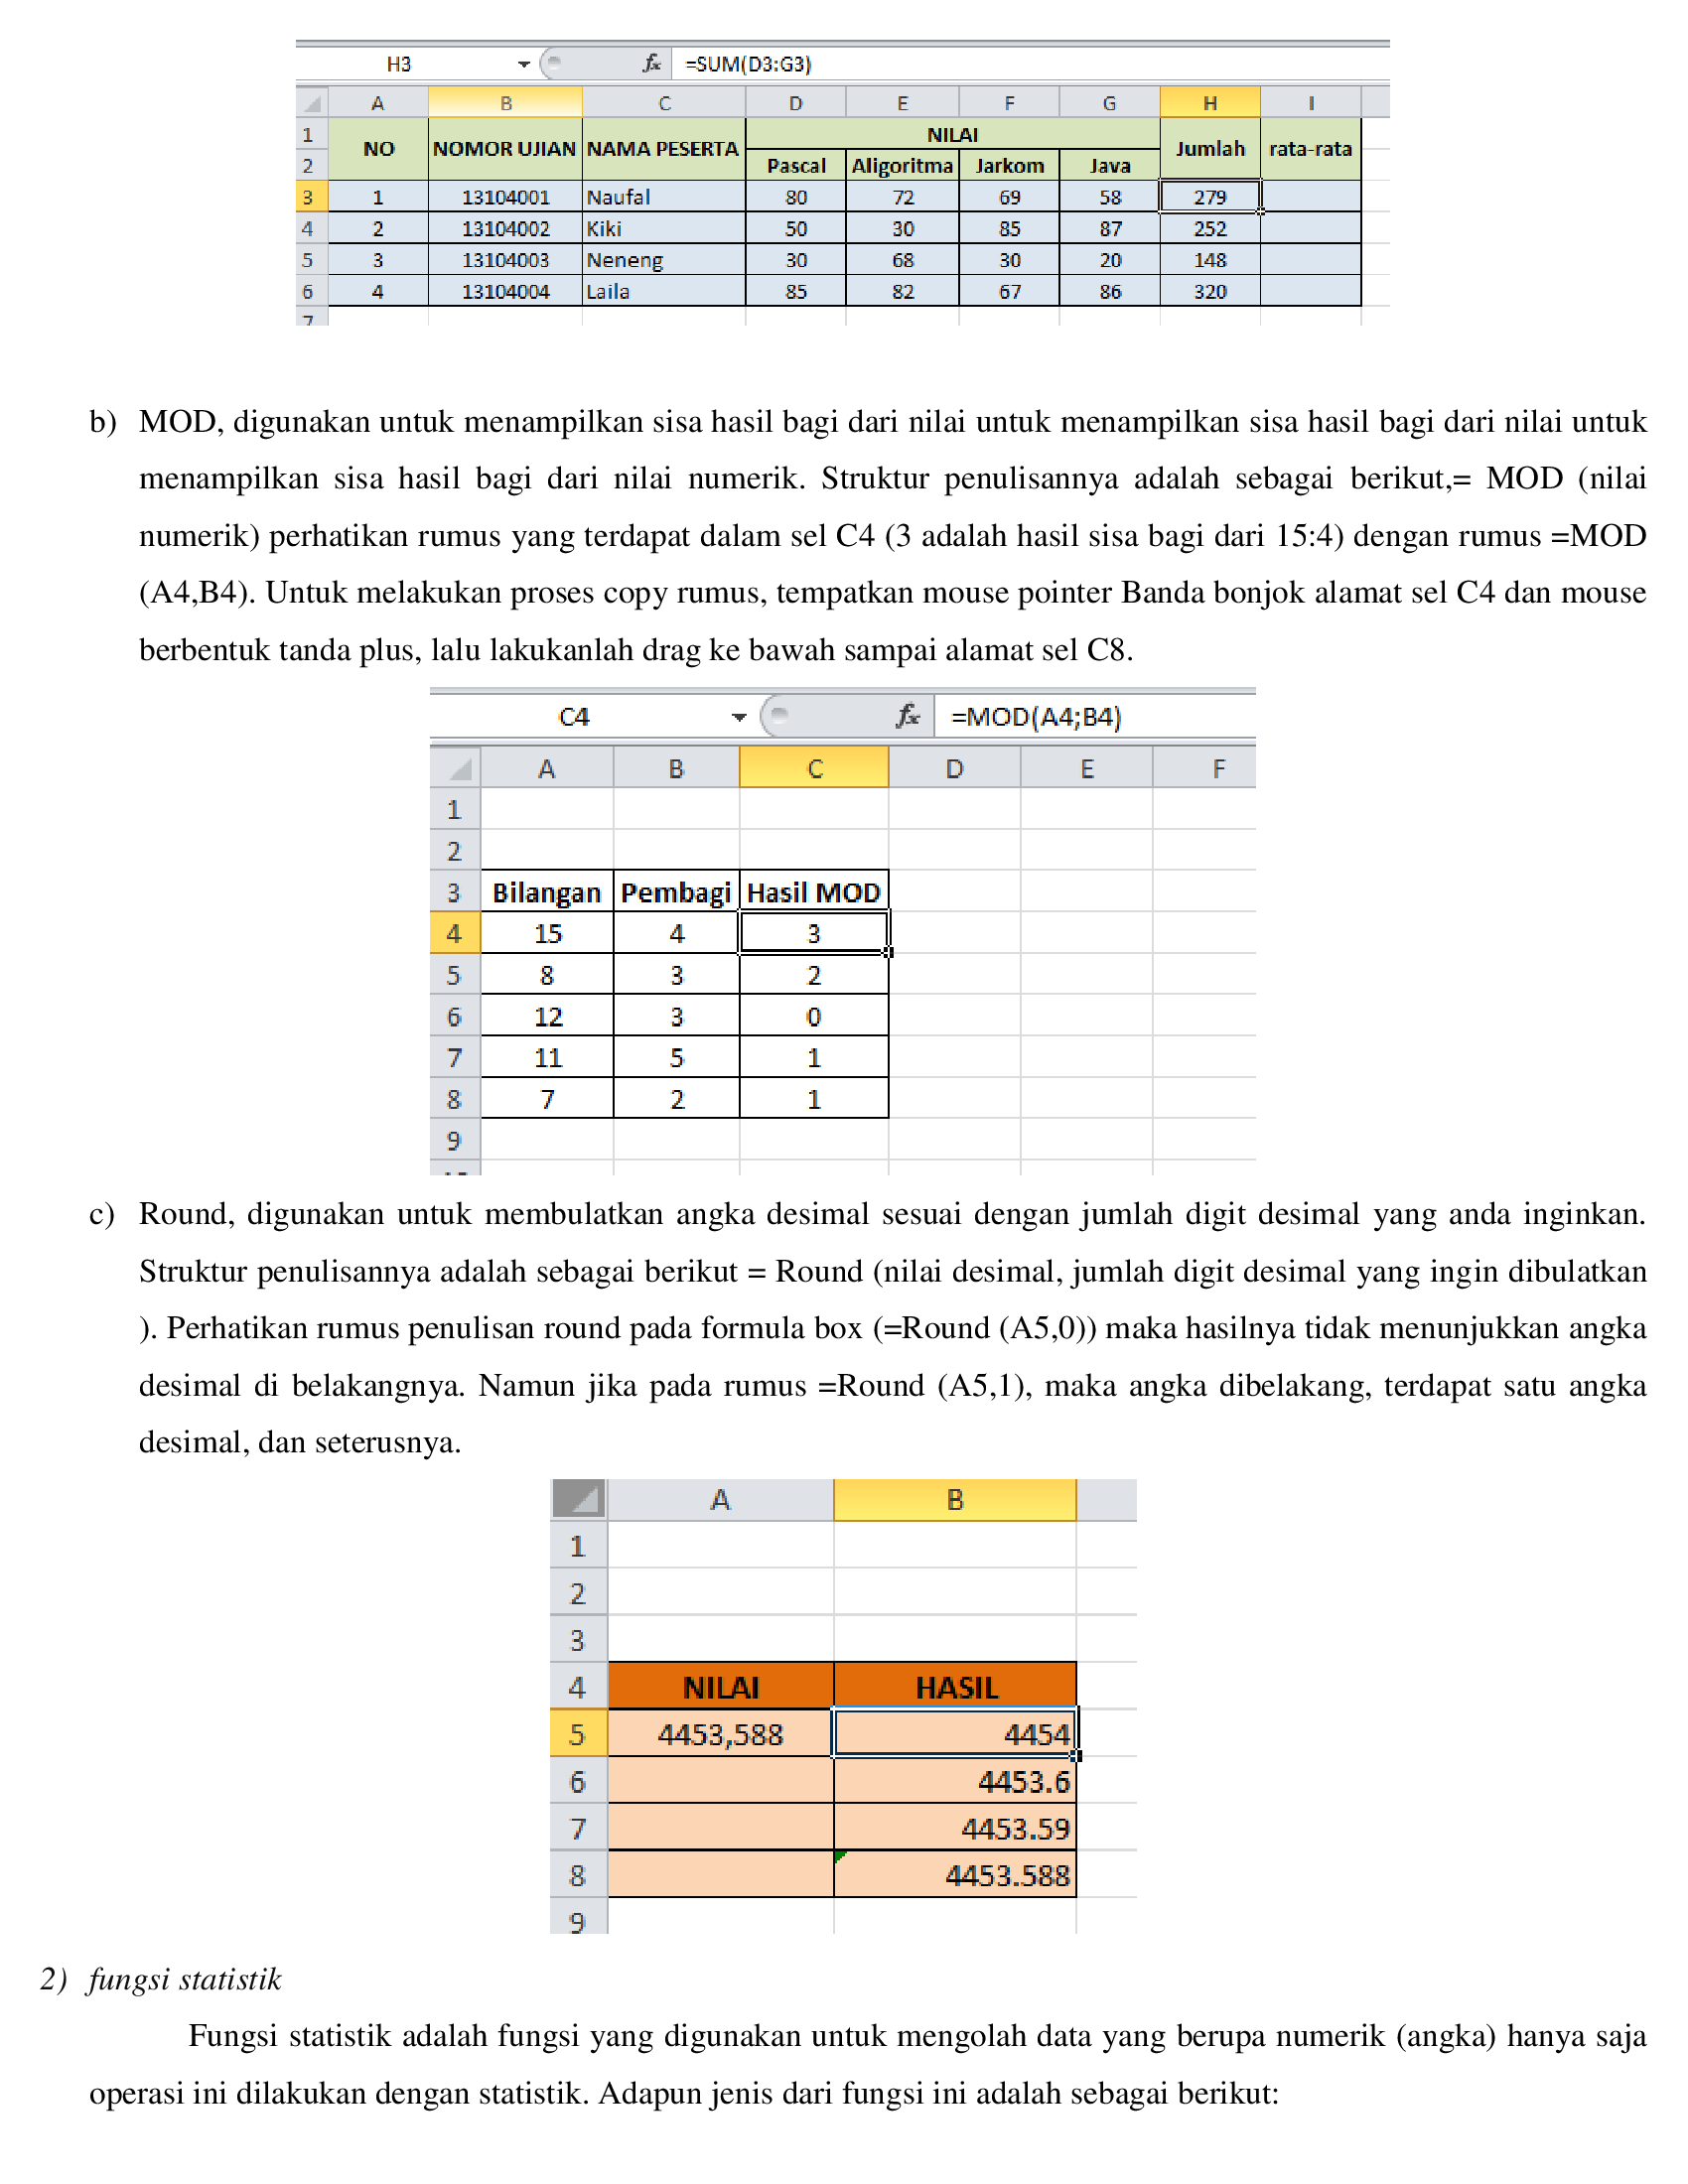 H3 fx =SUM(D3:G3)
A B C D E F G H I
1 NO NOMOR UJIAN NAMA PESERTA NILAI Jumlah rata-rata
2 Pascal Aligoritma Jarkom Java
3 1 13104001 Naufal 80 72 69 58 279
4 2 13104002 Kiki 50 30 85 87 252
5 3 13104003 Neneng 30 68 30 20 148
6 4 13104004 Laila 85 82 67 86 320
7
b) MOD, digunakan untuk menampilkan sisa hasil bagi dari nilai untuk menampilkan sisa hasil bagi dari nilai untuk
menampilkan sisa hasil bagi dari nilai numerik. Struktur penulisannya adalah sebagai berikut,= MOD (nilai
numerik) perhatikan rumus yang terdapat dalam sel C4 (3 adalah hasil sisa bagi dari 15:4) dengan rumus =MOD
(A4,B4). Untuk melakukan proses copy rumus, tempatkan mouse pointer Banda bonjok alamat sel C4 dan mouse
berbentuk tanda plus, lalu lakukanlah drag ke bawah sampai alamat sel C8.
C4 fx =MOD(A4;B4)
A B C D E F
1
2
3 Bilangan Pembagi Hasil MOD
4 15 4 3
5 8 3 2
6 12 3 0
7 11 5 1
8 7 2 1
9
c) Round, digunakan untuk membulatkan angka desimal sesuai dengan jumlah digit desimal yang anda inginkan.
Struktur penulisannya adalah sebagai berikut = Round (nilai desimal, jumlah digit desimal yang ingin dibulatkan
). Perhatikan rumus penulisan round pada formula box (=Round (A5,0)) maka hasilnya tidak menunjukkan angka
desimal di belakangnya. Namun jika pada rumus =Round (A5,1), maka angka dibelakang, terdapat satu angka
desimal, dan seterusnya.
A B
1
2
3
4 NILAI HASIL
5 4453,588 4454
6 4453.6
7 4453.59
8 4453.588
9
2) fungsi statistik
Fungsi statistik adalah fungsi yang digunakan untuk mengolah data yang berupa numerik (angka) hanya saja
operasi ini dilakukan dengan statistik. Adapun jenis dari fungsi ini adalah sebagai berikut: